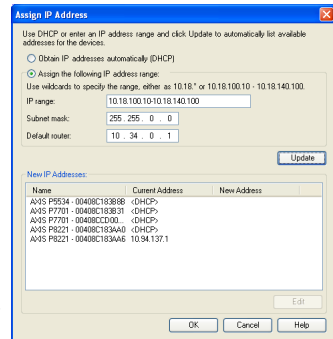 Assign IP Address
Use DHCP or enter an IP address range and click Update to automatically list available
addresses for the devices.
Obtain IP addresses automatically (DHCP)
Assign the following IP address range:
Use wildcards to specify the range, either as 10.18.* or 10.18.100.10 - 10.18.140.100.
IP range: 10.18.100.10-10.18.140.100
Subnet mask: 255 . 255 . 0 . 0
Default router: 10 . 34 . 0 . 1
Update
New IP Addresses:
Name Current Address New Address
AXIS P5534 - 00408C183B8B <DHCP>
AXIS P7701 - 00408C183B31 <DHCP>
AXIS P7701 - 00408CCD00... <DHCP>
AXIS P8221 - 00408C183AA0 <DHCP>
AXIS P8221 - 00408C183AA6 10.94.137.1
Edit
OK Cancel Help